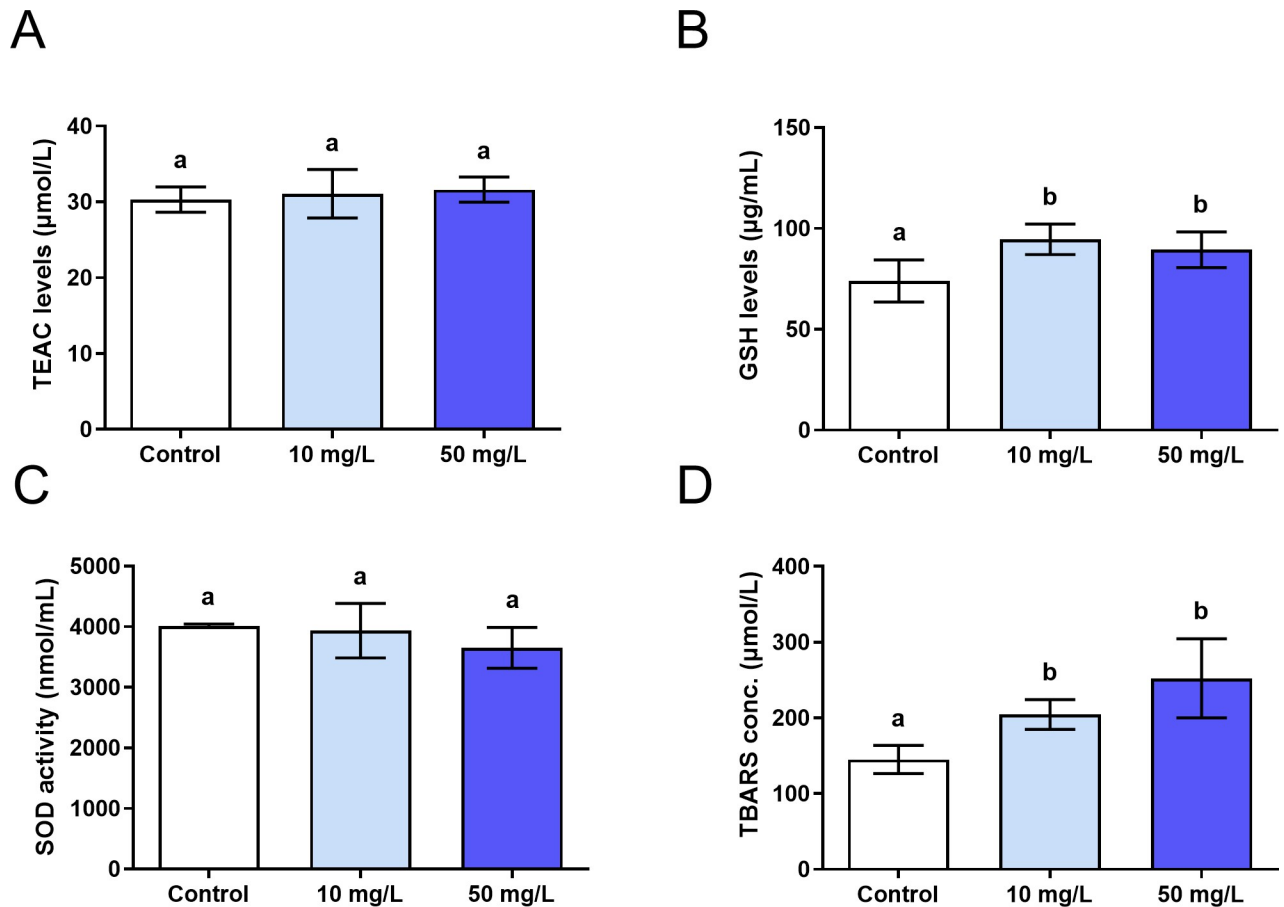 A
TEAC levels (µmol/L)
40
30
20
10
0
a
a
a
Control
10 mg/L
50 mg/L
B
GSH levels (µg/mL)
150
100
50
0
a
b
b
Control
10 mg/L
50 mg/L
C
SOD activity (nmol/mL)
5000
4000
3000
2000
1000
0
a
a
a
Control
10 mg/L
50 mg/L
D
TBARS conc. (µmol/L)
400
300
200
100
0
a
b
b
Control
10 mg/L
50 mg/L